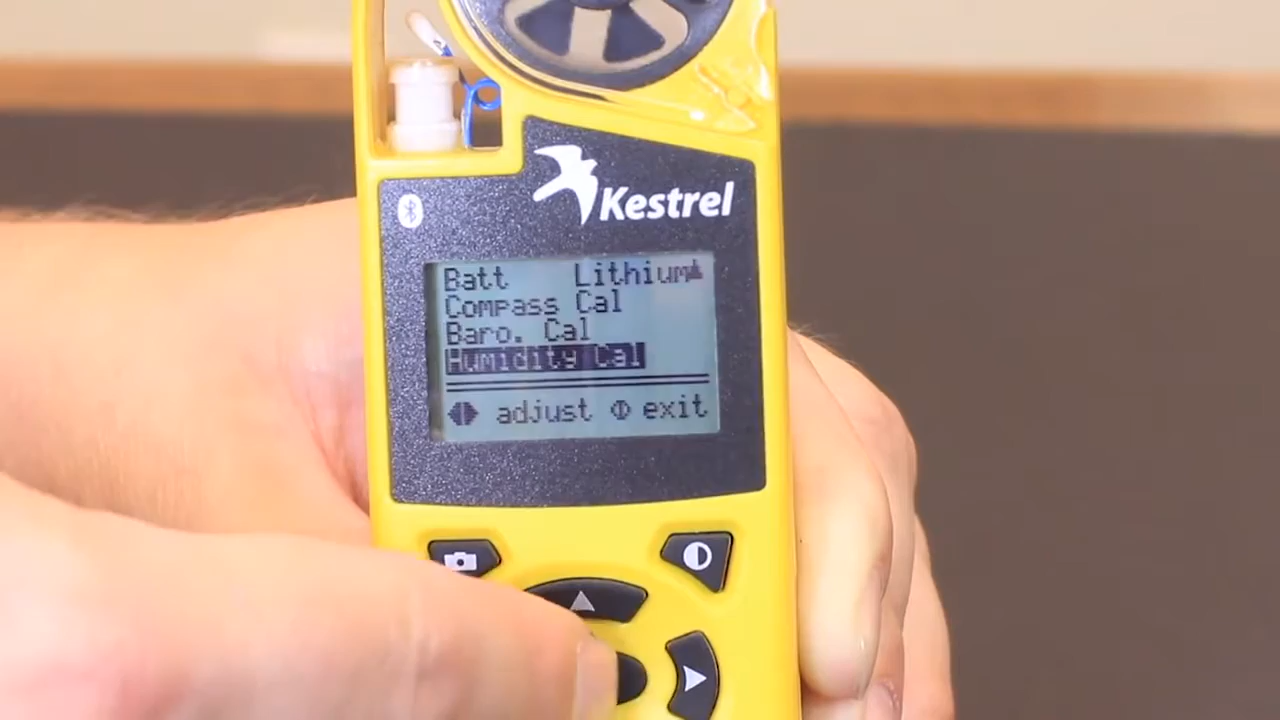 Kestrel
Batt Lithium
Compass Cal
Baro. Cal
Humidity Cal
adjust exit